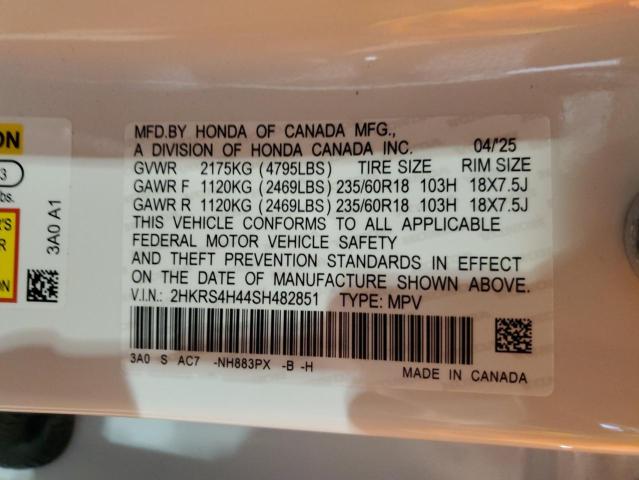 MFD.BY HONDA OF CANADA MFG.,
A DIVISION OF HONDA CANADA INC. 04/'25
GVWR 2175KG (4795LBS) TIRE SIZE RIM SIZE
GAWR F 1120KG (2469LBS) 235/60R18 103H 18X7.5J
GAWR R 1120KG (2469LBS) 235/60R18 103H 18X7.5J
THIS VEHICLE CONFORMS TO ALL APPLICABLE
FEDERAL MOTOR VEHICLE SAFETY
AND THEFT PREVENTION STANDARDS IN EFFECT
ON THE DATE OF MANUFACTURE SHOWN ABOVE.
V.I.N.: 2HKRS4H44SH482851 TYPE: MPV
3A0 S AC7 -NH883PX -B -H
MADE IN CANADA
3A0 A1